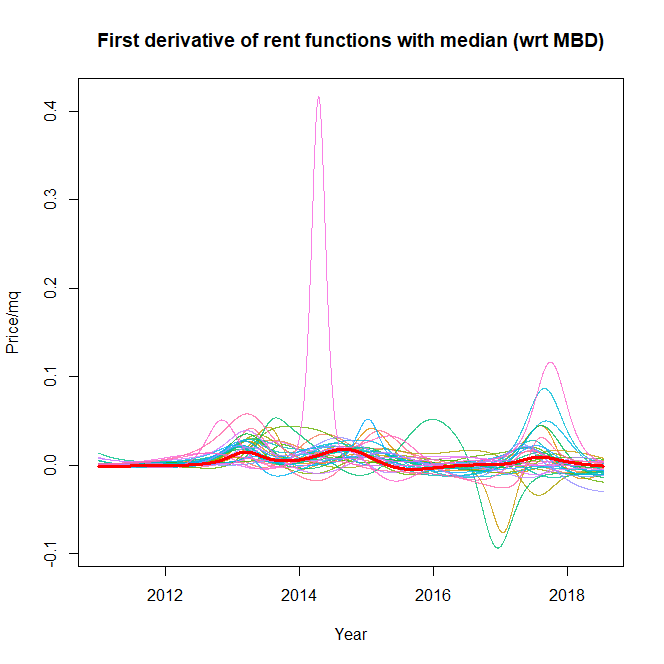 First derivative of rent functions with median (wrt MBD)
0.4
0.3
0.2
0.1
0.0
-0.1
Price/mq
2012 2014 2016 2018
Year